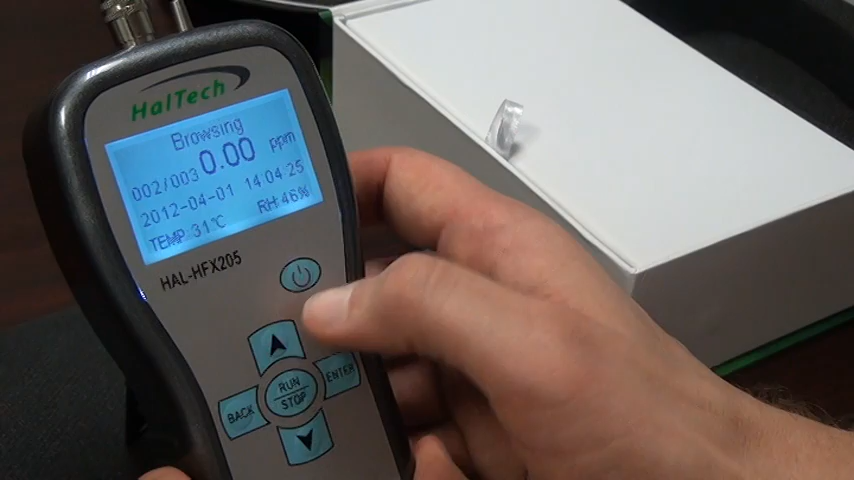 HalTech
Browsing
0.00 ppm
002/003
2012-04-01 14:04:25
TEMP 31°C RH:46%
HAL-HFX205
RUN
STOP
ENTER
BACK